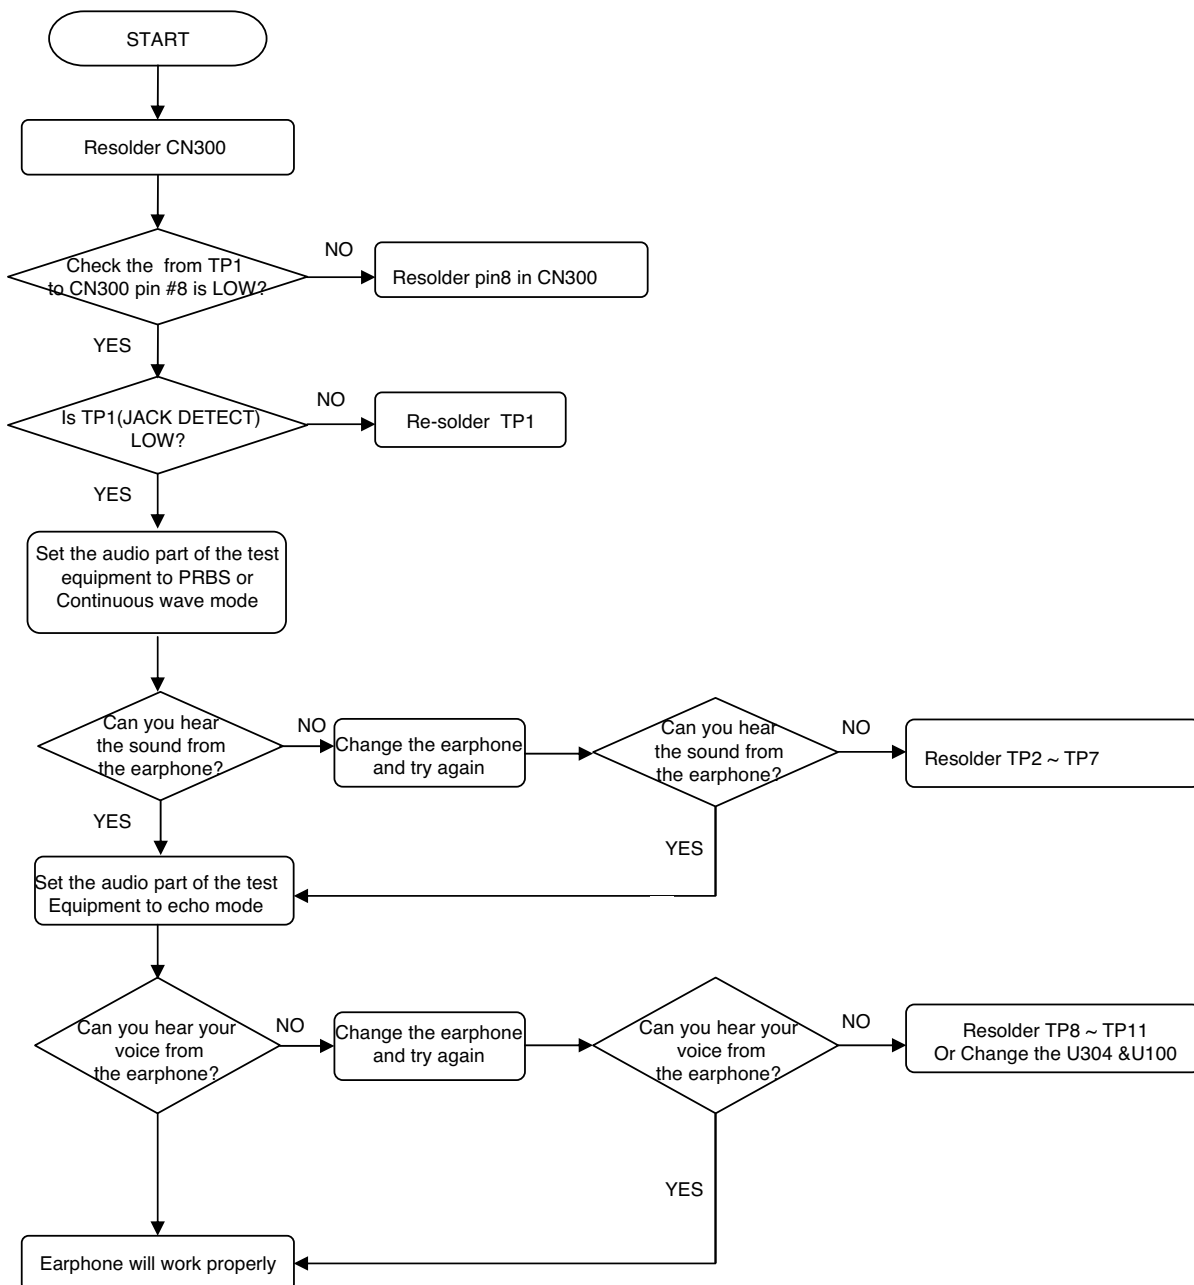 START
Resolder CN300
Check the  from TP1
to CN300 pin #8 is LOW?
NO
Resolder pin8 in CN300
YES
Is TP1(JACK DETECT)
LOW?
NO
Re-solder  TP1
YES
Set the audio part of the test
equipment to PRBS or
Continuous wave mode
Can you hear
the sound from
the earphone?
NO
Change the earphone
and try again
Can you hear
the sound from
the earphone?
NO
Resolder TP2 ~ TP7
YES
YES
Set the audio part of the test
Equipment to echo mode
Can you hear your
voice from
the earphone?
NO
Change the earphone
and try again
Can you hear your
voice from
the earphone?
NO
Resolder TP8 ~ TP11
Or Change the U304 &U100
YES
Earphone will work properly